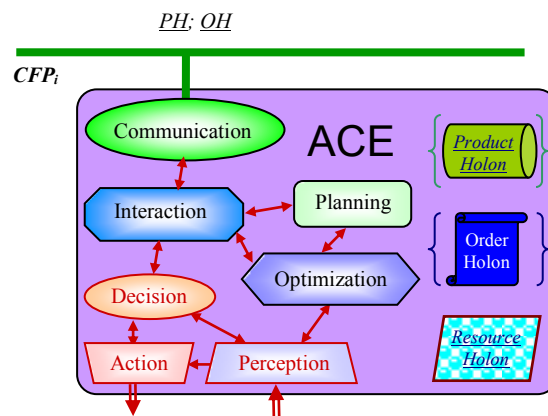 PH; OH
CFPi
Communication
ACE
Product
Holon
Interaction
Planning
Order
Holon
Optimization
Decision
Resource
Holon
Action
Perception